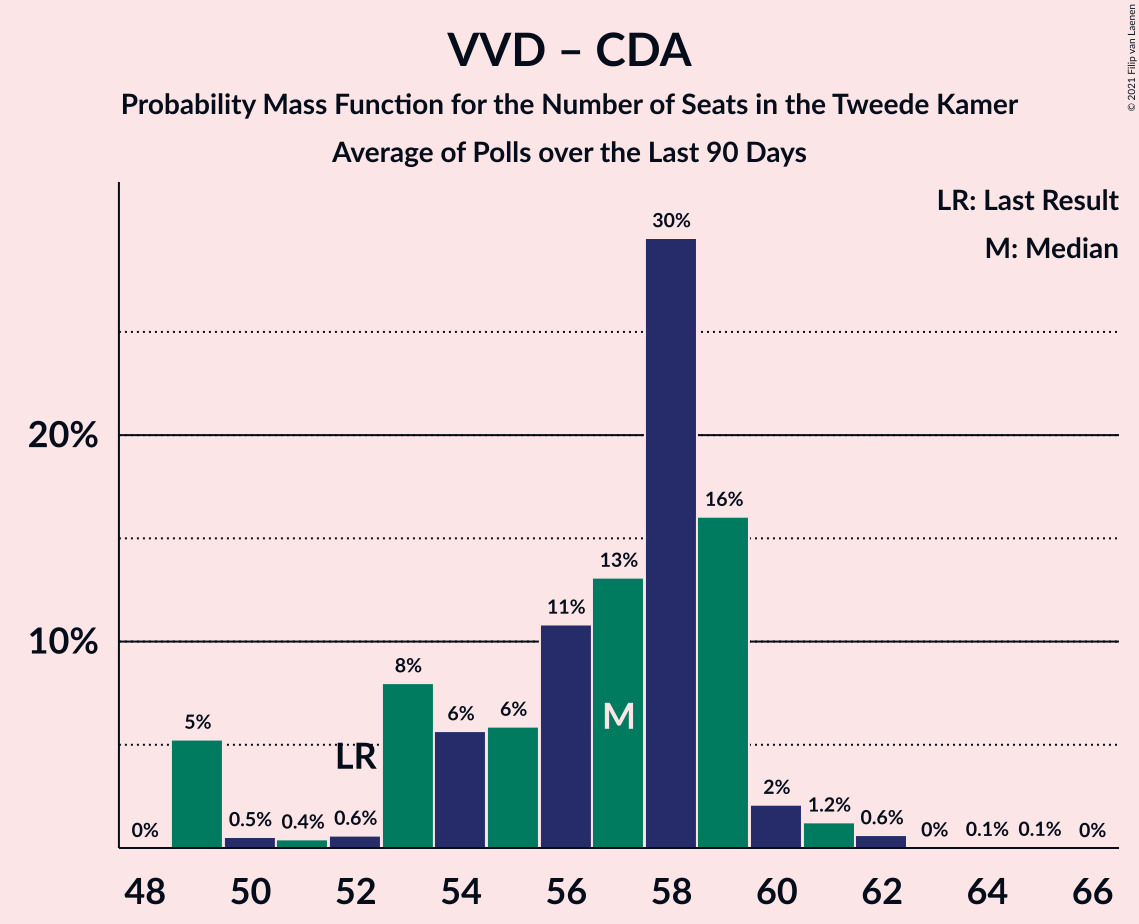 VVD – CDA
Probability Mass Function for the Number of Seats in the Tweede Kamer
Average of Polls over the Last 90 Days
© 2021 Filip van Laenen
LR: Last Result
M: Median
20%
10%
0%
5%
0.5%
0.4%
0.6%
LR
8%
6%
6%
11%
13%
M
30%
16%
2%
1.2%
0.6%
0%
0.1%
0.1%
0%
48 50 52 54 56 58 60 62 64 66